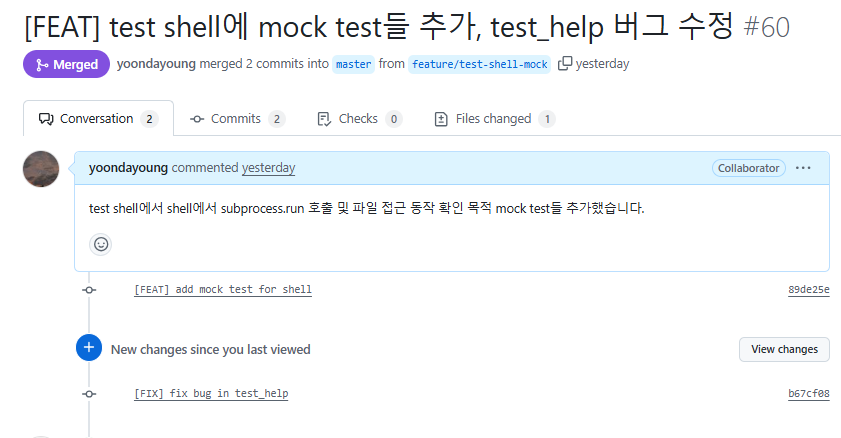 [FEAT] test shell에 mock test들 추가, test_help 버그 수정 #60
Merged yoondayoung merged 2 commits into master from feature/test-shell-mock yesterday
Conversation 2 Commits 2 Checks 0 Files changed 1
yoondayoung commented yesterday Collaborator ...
test shell에서 shell에서 subprocess.run 호출 및 파일 접근 동작 확인 목적 mock test들 추가했습니다.
[FEAT] add mock test for shell 89de25e
New changes since you last viewed View changes
[FIX] fix bug in test_help b67cf08